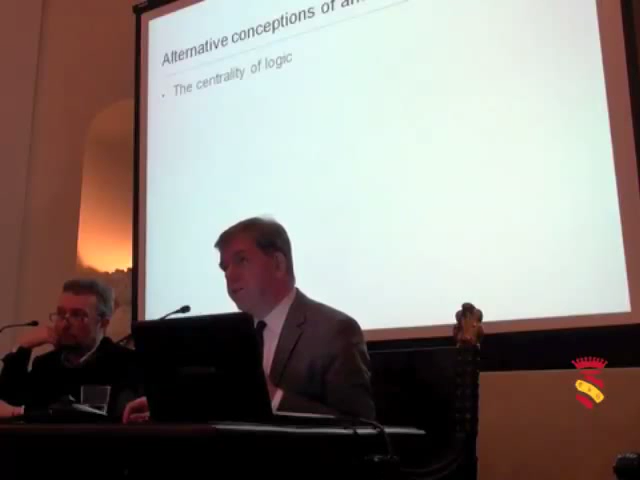 Alternative conceptions of
• The centrality of logic